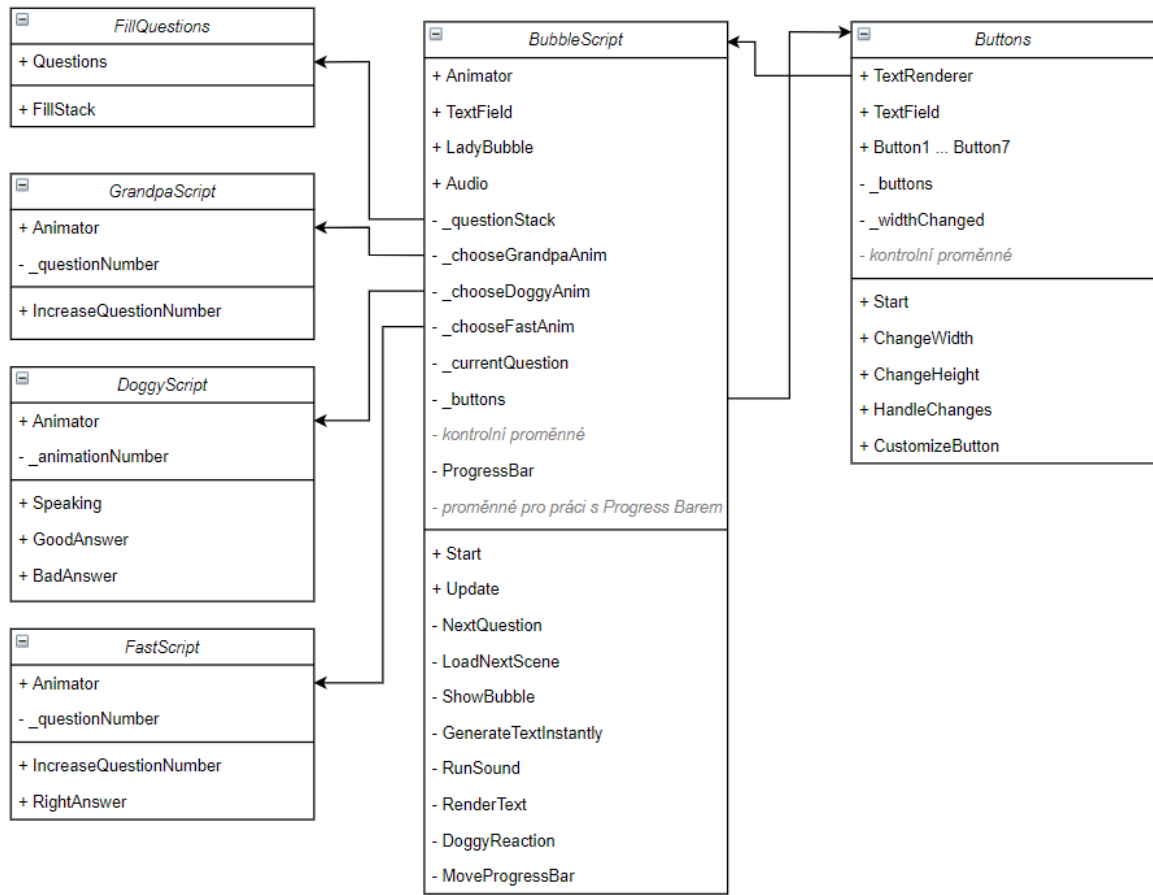 FillQuestions
+ Questions
+ FillStack
GrandpaScript
+ Animator
- _questionNumber
+ IncreaseQuestionNumber
DoggyScript
+ Animator
- _animationNumber
+ Speaking
+ GoodAnswer
+ BadAnswer
FastScript
+ Animator
- _questionNumber
+ IncreaseQuestionNumber
+ RightAnswer
BubbleScript
+ Animator
+ TextField
+ LadyBubble
+ Audio
- _questionStack
- _chooseGrandpaAnim
- _chooseDoggyAnim
- _chooseFastAnim
- _currentQuestion
- _buttons
- kontrolní proměnné
- ProgressBar
- proměnné pro práci s Progress Barem
+ Start
+ Update
- NextQuestion
- LoadNextScene
- ShowBubble
- GenerateTextInstantly
- RunSound
- RenderText
- DoggyReaction
- MoveProgressBar
Buttons
+ TextRenderer
+ TextField
+ Button1 ... Button7
- _buttons
- _widthChanged
- kontrolní proměnné
+ Start
+ ChangeWidth
+ ChangeHeight
+ HandleChanges
+ CustomizeButton